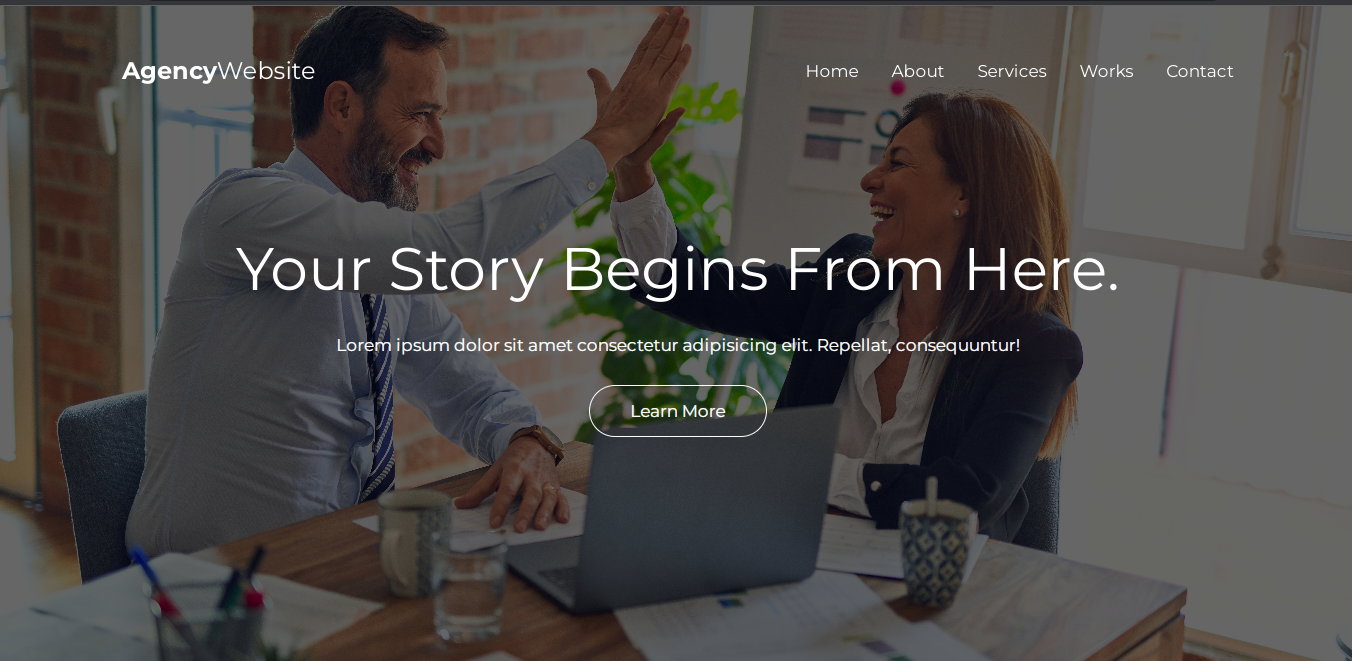 AgencyWebsite
Home About Services Works Contact
Your Story Begins From Here.
Lorem ipsum dolor sit amet consectetur adipisicing elit. Repellat, consequuntur!
Learn More